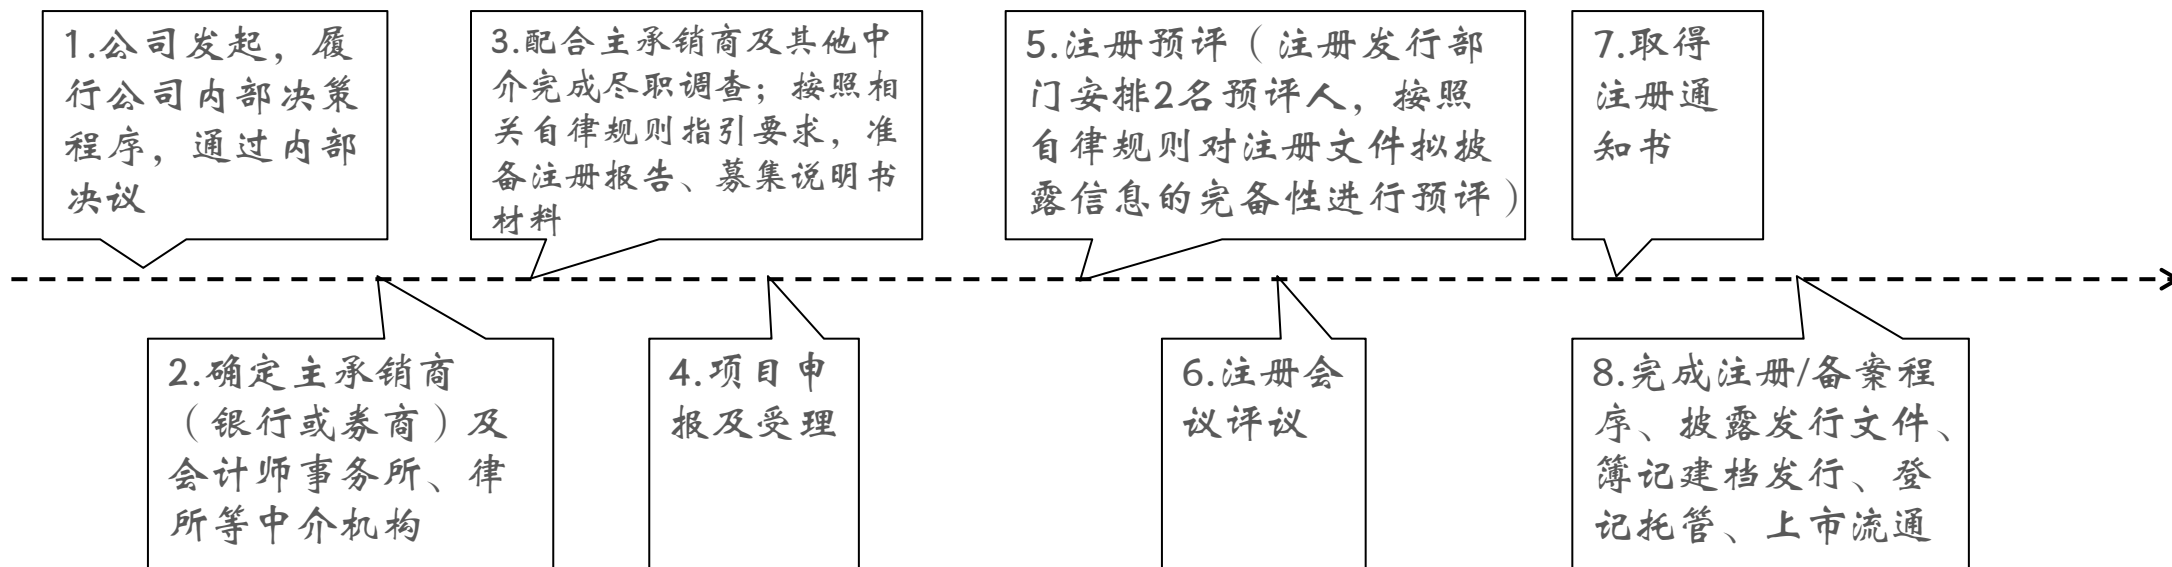 1.公司发起，履
行公司内部决策
程序，通过内部
决议
2.确定主承销商
（银行或券商）及
会计师事务所、律
所等中介机构
3.配合主承销商及其他中
介完成尽职调查；按照相
关自律规则指引要求，准
备注册报告、募集说明书
材料
4.项目申
报及受理
5.注册预评（注册发行部
门安排2名预评人，按照
自律规则对注册文件拟披
露信息的完备性进行预评）
6.注册会
议评议
7.取得
注册通
知书
8.完成注册/备案程
序、披露发行文件、
簿记建档发行、登
记托管、上市流通